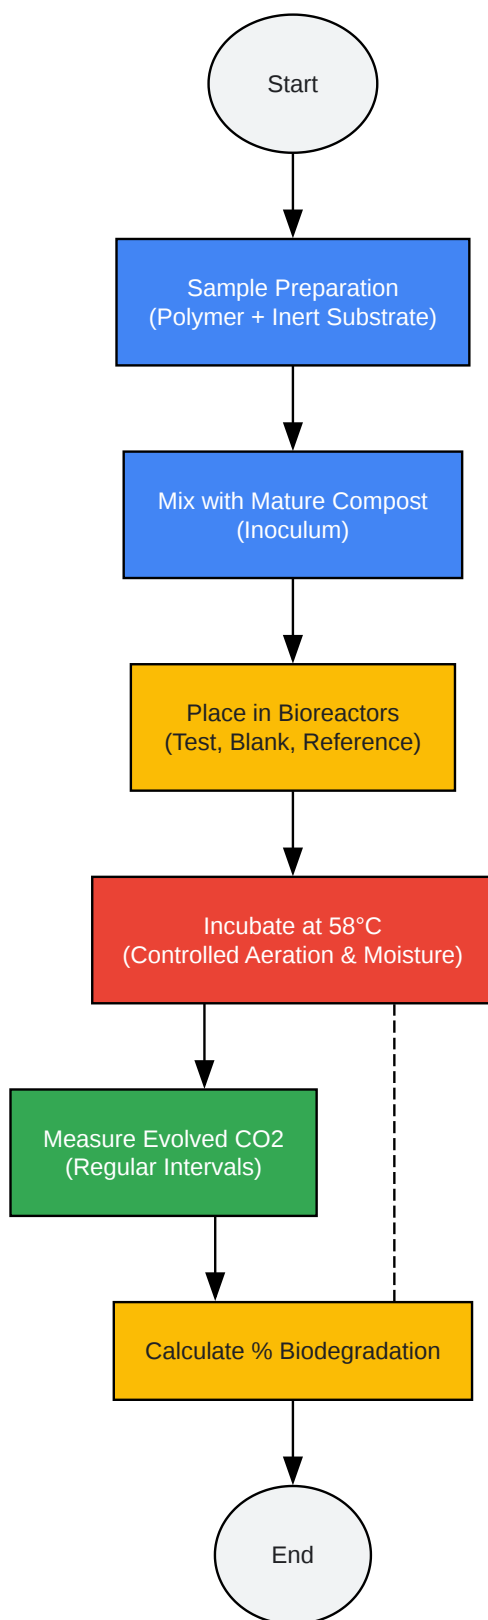 Start
Sample Preparation
(Polymer + Inert Substrate)
Mix with Mature Compost
(Inoculum)
Place in Bioreactors
(Test, Blank, Reference)
Incubate at 58°C
(Controlled Aeration & Moisture)
Measure Evolved CO2
(Regular Intervals)
Calculate % Biodegradation
End